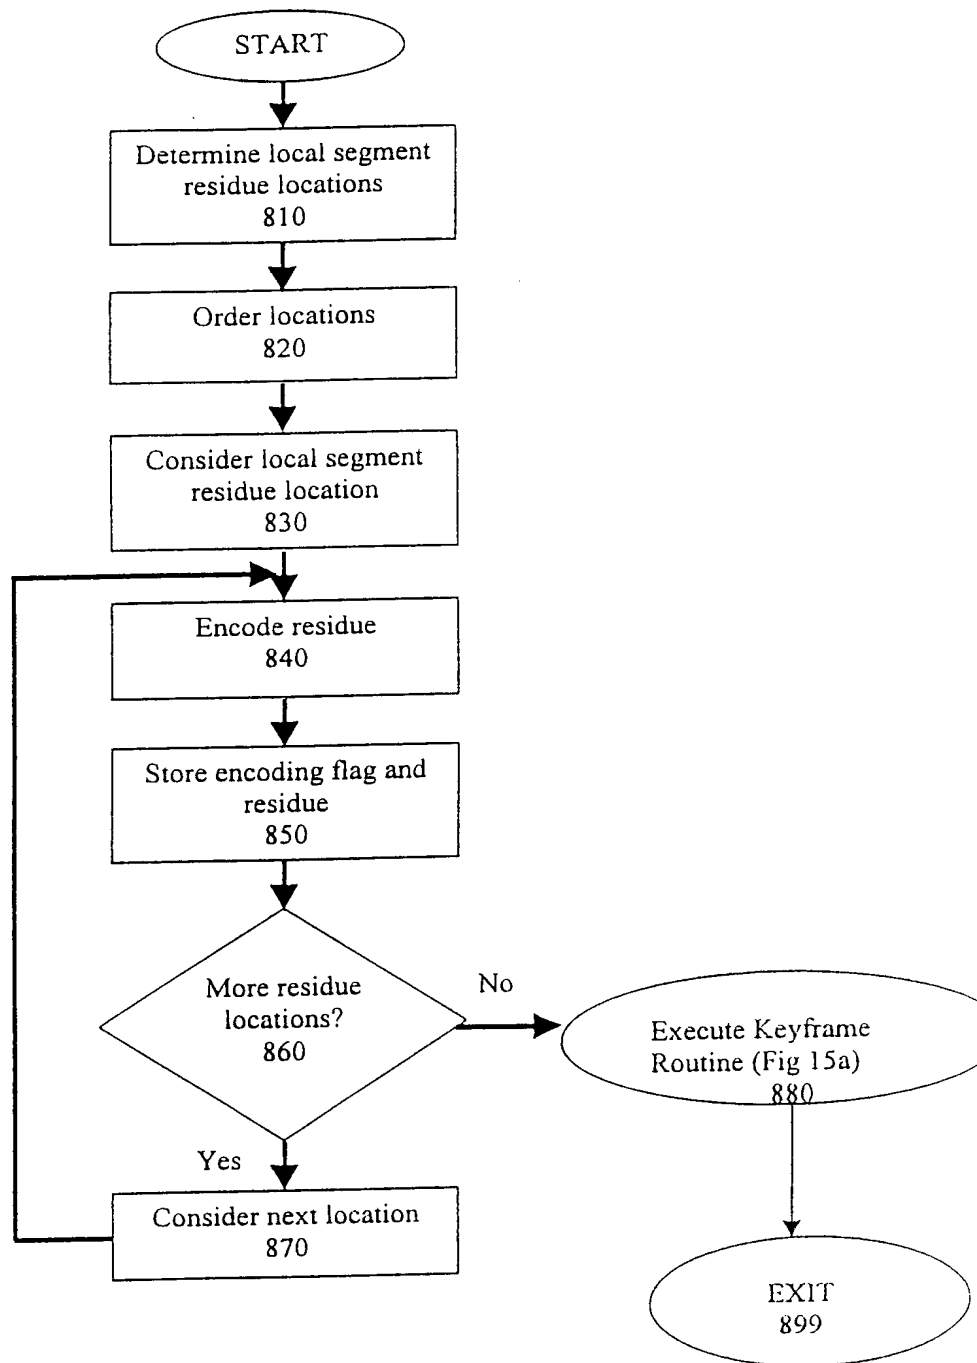 START
Determine local segment
residue locations
810
Order locations
820
Consider local segment
residue location
830
Encode residue
840
Store encoding flag and
residue
850
More residue
locations?
860
No
Execute Keyframe
Routine (Fig 15a)
880
Yes
Consider next location
870
EXIT
899